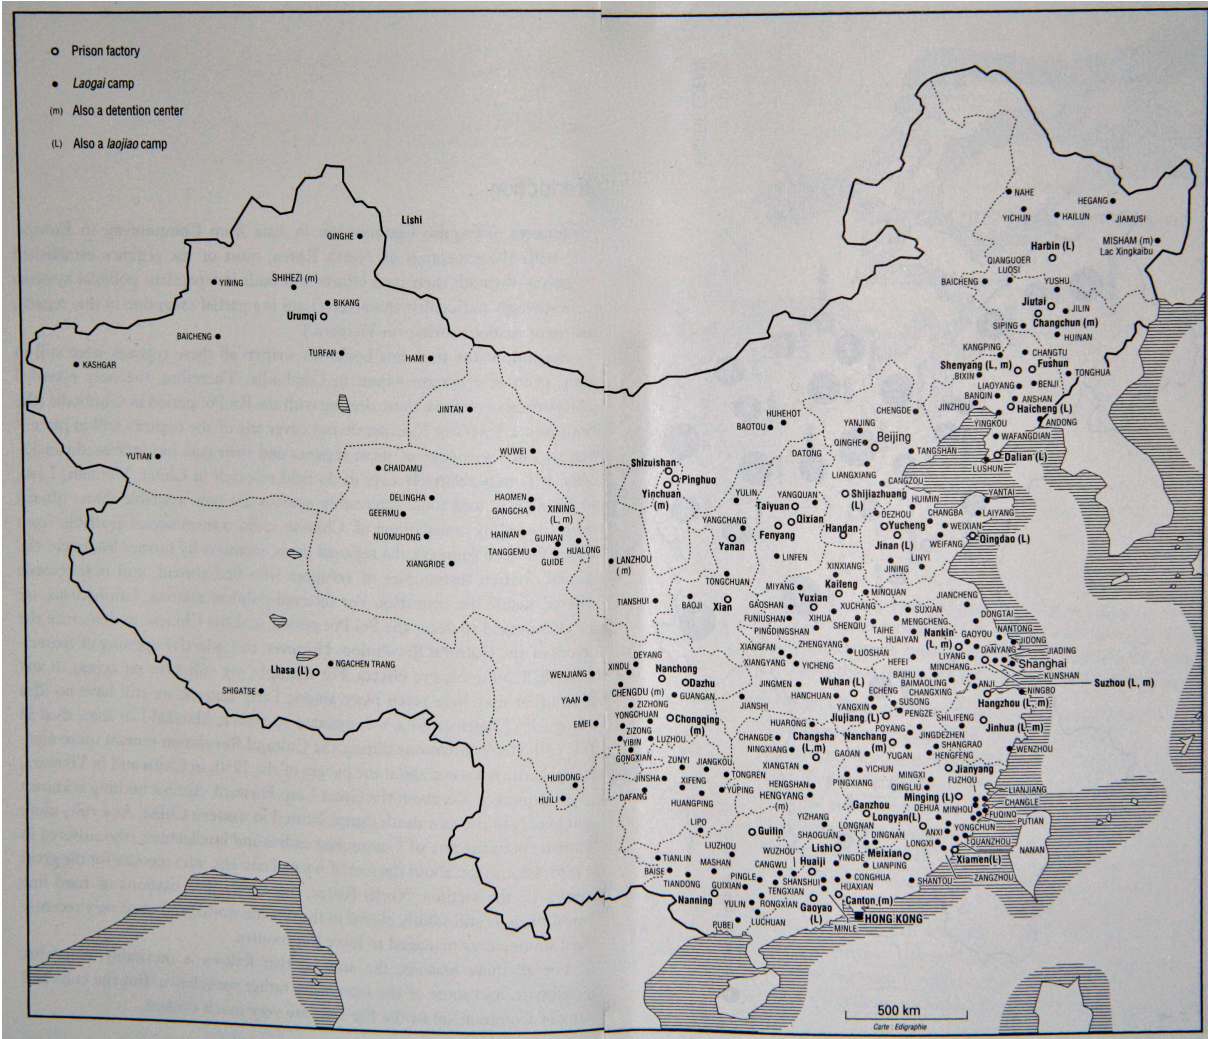 Prison factory
Laogai camp
(m) Also a detention center
(L) Also a laojiao camp
Lishi
QINGHE
YINING
SHIHEZI (m)
BIKANG
Urumqi
BAICHENG
TURFAN
HAMI
KASHGAR
JINTAN
YUTIAN
WUWEI
CHAIDAMU
DELINGHA
HAOMEN
GEERMU
GANGCHA
XINING
(L, m)
NUOMUHONG
HAINAN
GUINAN
TANGGEMU
HUALONG
XIANGRIDE
GUIDE
Lhasa (L)
NGACHEN TRANG
SHIGATSE
WENJIANG
YAAN
EMEI
HUIDONG
HUILI
NAHE
HEGANG
YICHUN
HAILUN
JIAMUSI
MISHAM (m)
Lac Xingkaibu
Harbin (L)
QIANGUOER
LUOSI
BAICHENG
YUSHU
Jiutai
JILIN
SIPING
Changchun (m)
HUINAN
KANGPING
CHANGTU
Shenyang (L, m)
Fushun
BIXIN
TONGHUA
LIAOYANG
BENJI
BANQIN
ANSHAN
JINZHOU
Haicheng (L)
YINGKOU
ANDONG
WAFANGDIAN
Dalian (L)
LUSHUN
HUHEHOT
BAOTOU
CHENGDE
YANJING
QINGHE
Beijing
DATONG
TANGSHAN
LIANGXIANG
Shizuishan
Pinghuo
Yinchuan
(m)
CANGZOU
YULIN
YANGQUAN
Shijiazhuang
(L)
HUIMIN
YANTAI
Taiyuan
DEZHOU
CHANGBA
LAIYANG
YANGCHANG
Qixian
Handan
Yucheng
WEIXIAN
Fenyang
Yanan
Jinan (L)
WEIFANG
Qingdao (L)
LANZHOU
(m)
LINFEN
XINXIANG
JINING
LINYI
TONGCHUAN
MIYANG
Kaifeng
MINQUAN
JIANCHENG
TIANSHUI
BAOJI
Xian
GAOSHAN
Yuxian
XUCHANG
SUXIAN
DONGTAI
FUNIUSHAN
XIHUA
SHENQIU
MENGCHENG
PINGDINGSHAN
TAIHE
HUAIYAN
Nankin
(L, m)
GAOYOU
NANTONG
JIDONG
XIANGFAN
ZHENGYANG
LUOSHAN
DANYANG
JIADING
DEYANG
XINDU
XIANGYANG
YICHENG
HEFEI
LIYANG
Shanghai
Nanchong
MINCHANG
KUNSHAN
Dazhu
JINGMEN
Wuhan (L)
BAIHU
ANJI
Suzhou (L, m)
CHENGDU (m)
GUANGAN
HANCHUAN
ECHENG
BAIMAOLING
CHANGXING
NINGBO
ZIZHONG
JIANSHI
YANGXIN
SUSONG
Hangzhou (L, m)
YONGCHUAN
Chongqing
(m)
HUARONG
Jiujiang (L)
PENGZE
SHILIFENG
ZIZONG
POYANG
JINGDEZHEN
Jinhua (L, m)
YIBIN
LUZHOU
CHANGDE
Changsha
(L,m)
Nanchang
(m)
SHANGRAO
WENZHOU
GONGXIAN
NINGXIANG
GAOAN
YUGAN
HENGFENG
ZUNYI
JIANGKOU
XIANGTAN
YICHUN
MINGXI
Jianyang
JINSHA
XIFENG
TONGREN
PINGXIANG
QINGLIU
FUZHOU
DAFANG
HUANGPING
YUPING
HENGSHAN
HENGYANG
(m)
Minging (L)
LIANJIANG
CHANGLE
Ganzhou
DEHUA
MINHOU
FUQING
LIPO
YIZHANG
LONGNAN
Longyan(L)
PUTIAN
Guilin
SHAOGUAN
DINGNAN
ANXI
YONGCHUN
LIUZHOU
WUZHOU
Lishi
LONGXI
QUANZHOU
NANAN
TIANLIN
MASHAN
CANGWU
Huaiji
YINGDE
Meixian
Xiamen(L)
BAISE
PINGLE
LIANPING
TIANDONG
GUIXIAN
SHANSHUI
CONGHUA
SHANTOU
ZANGZHOU
TENGXIAN
HUAXIAN
Nanning
YULIN
RONGXIAN
Gaoyao
(L)
Canton (m)
PUBEI
LUCHUAN
HONG KONG
MINLE
500 km
Carte : Edigraphie